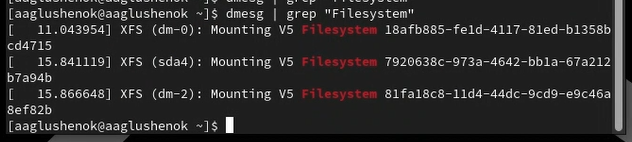 [aaglushenok@aaglushenok ~]$ dmesg | grep "Filesystem"
[   11.043954] XFS (dm-0): Mounting V5 Filesystem 18afb885-fe1d-4117-81ed-b1358b
cd4715
[   15.841119] XFS (sda4): Mounting V5 Filesystem 7920638c-973a-4642-bb1a-67a212
b7a94b
[   15.866648] XFS (dm-2): Mounting V5 Filesystem 81fa18c8-11d4-44dc-9cd9-e9c46a
8ef82b
[aaglushenok@aaglushenok ~]$